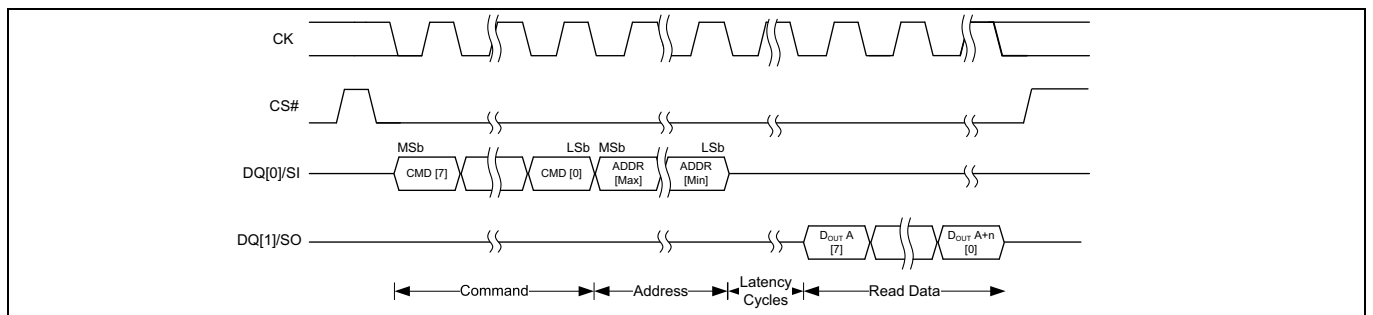 CK
CS#
MSb LSb MSb LSb
DQ[0]/SI CMD [7] CMD [0] ADDR [Max] ADDR [Min]
DQ[1]/SO DOUT A [7] DOUT A+n [0]
Command Address Latency Cycles Read Data